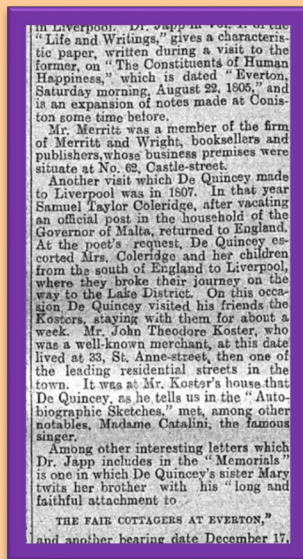 in Liverpool. Dr. Japp in Vol. I. of the
"Life and Writings," gives a characteris-
tic paper, written during a visit to the
former, on "The Constituents of Human
Happiness," which is dated "Everton,
Saturday morning, August 22, 1805," and
is an expansion of notes made at Conis-
ton some time before.
Mr. Merritt was a member of the firm
of Merritt and Wright, booksellers and
publishers, whose business premises were
situate at No. 62, Castle-street.
Another visit which De Quincey made
to Liverpool was in 1807. In that year
Samuel Taylor Coleridge, after vacating
an official post in the household of the
Governor of Malta, returned to England.
At the poet's request, De Quincey es-
corted Mrs. Coleridge and her children
from the south of England to Liverpool,
where they broke their journey on the
way to the Lake District. On this occa-
sion De Quincey visited his friends the
Kosters, staying with them for about a
week. Mr. John Theodore Koster, who
was a well-known merchant, at this date
lived at 33, St. Anne-street, then one of
the leading residential streets in the
town. It was at Mr. Koster's house that
De Quincey, as he tells us in the "Auto-
biographic Sketches," met, among other
notables, Madame Catalini, the famous
singer.
Among other interesting letters which
Dr. Japp includes in the "Memorials"
is one in which De Quincey's sister Mary
twits her brother with his "long and
faithful attachment to
THE FAIR COTTAGERS AT EVERTON,"
and another bearing date December 17,